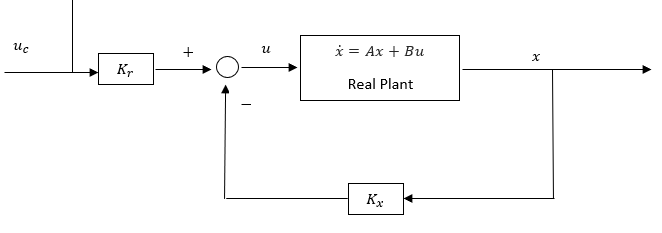 u_c
K_r
+
u
ẋ = Ax + Bu
Real Plant
x
−
K_x